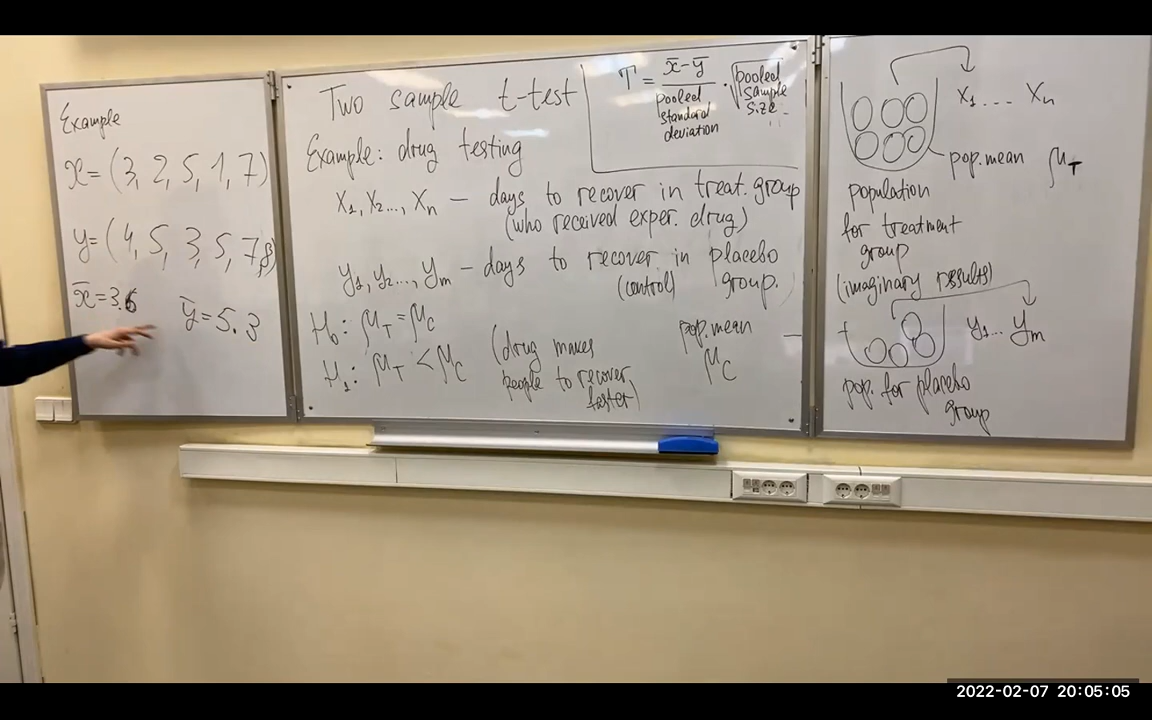 Example
x = (3, 2, 5, 1, 7)
y = (4, 5, 3, 5, 7, 8)
x̄ = 3.6
ȳ = 5.3
Two sample t-test
T = x̄ - ȳ / pooled standard deviation · √pooled sample size
Example: drug testing
X₁, X₂..., Xn — days to recover in treat. group
(who received exper. drug)
y₁, y₂..., ym — days to recover in placebo
(control) group.
H₀: μT = μC
H₁: μT < μC
(drug makes
people to recover
faster)
pop. mean
μC
X₁ .... Xn
pop. mean μT
population
for treatment
group
(imaginary results)
y₁... ym
pop. for placebo
group
2022-02-07 20:05:05